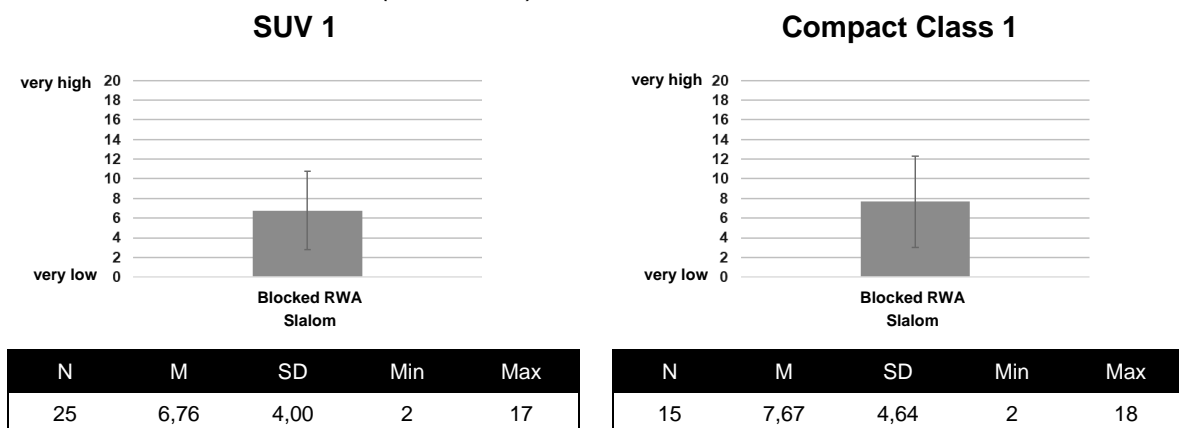 SUV 1
very high 20
18
16
14
12
10
8
6
4
2
very low 0
Blocked RWA
Slalom
N M SD Min Max
25 6,76 4,00 2 17
Compact Class 1
very high 20
18
16
14
12
10
8
6
4
2
very low 0
Blocked RWA
Slalom
N M SD Min Max
15 7,67 4,64 2 18